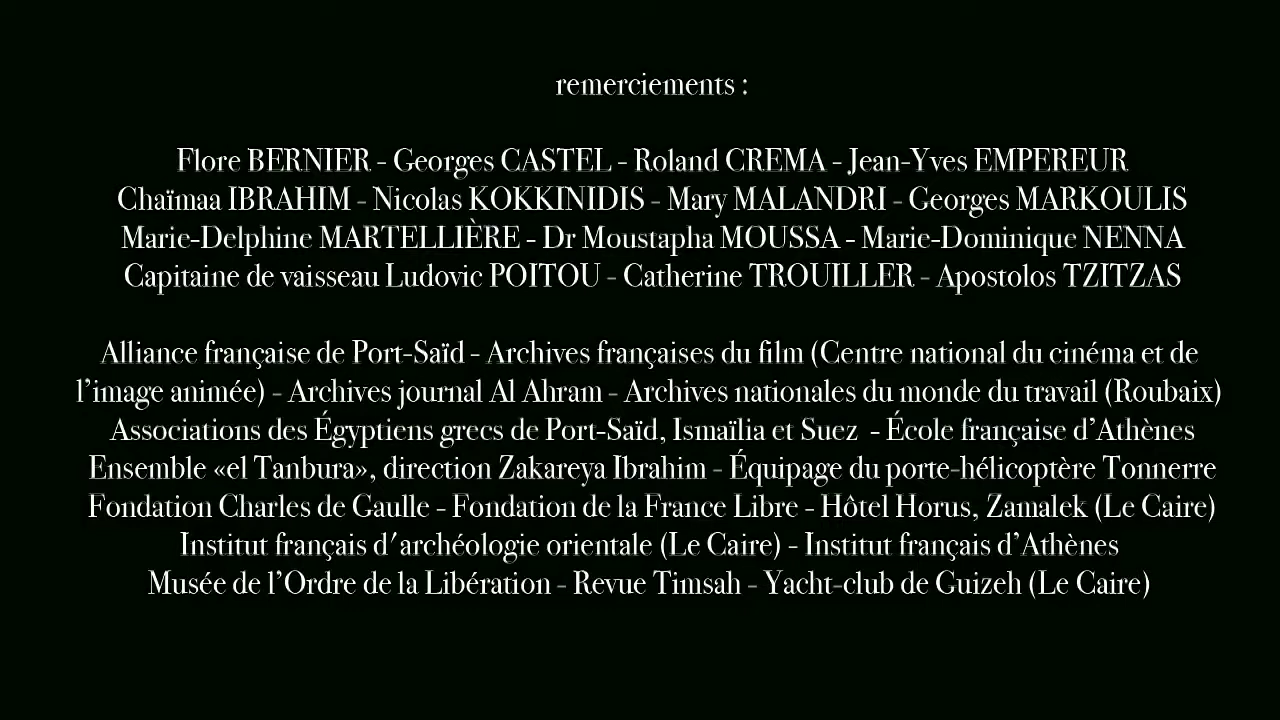 remerciements :
Flore BERNIER - Georges CASTEL - Roland CREMA - Jean-Yves EMPEREUR
Chaïmaa IBRAHIM - Nicolas KOKKINIDIS - Mary MALANDRI - Georges MARKOULIS
Marie-Delphine MARTELLIÈRE - Dr Moustapha MOUSSA - Marie-Dominique NENNA
Capitaine de vaisseau Ludovic POITOU - Catherine TROUILLER - Apostolos TZITZAS
Alliance française de Port-Saïd - Archives françaises du film (Centre national du cinéma et de
l’image animée) - Archives journal Al Ahram - Archives nationales du monde du travail (Roubaix)
Associations des Égyptiens grecs de Port-Saïd, Ismaïlia et Suez - École française d’Athènes
Ensemble «el Tanbura», direction Zakareya Ibrahim - Équipage du porte-hélicoptère Tonnerre
Fondation Charles de Gaulle - Fondation de la France Libre - Hôtel Horus, Zamalek (Le Caire)
Institut français d'archéologie orientale (Le Caire) - Institut français d’Athènes
Musée de l’Ordre de la Libération - Revue Timsah - Yacht-club de Guizeh (Le Caire)